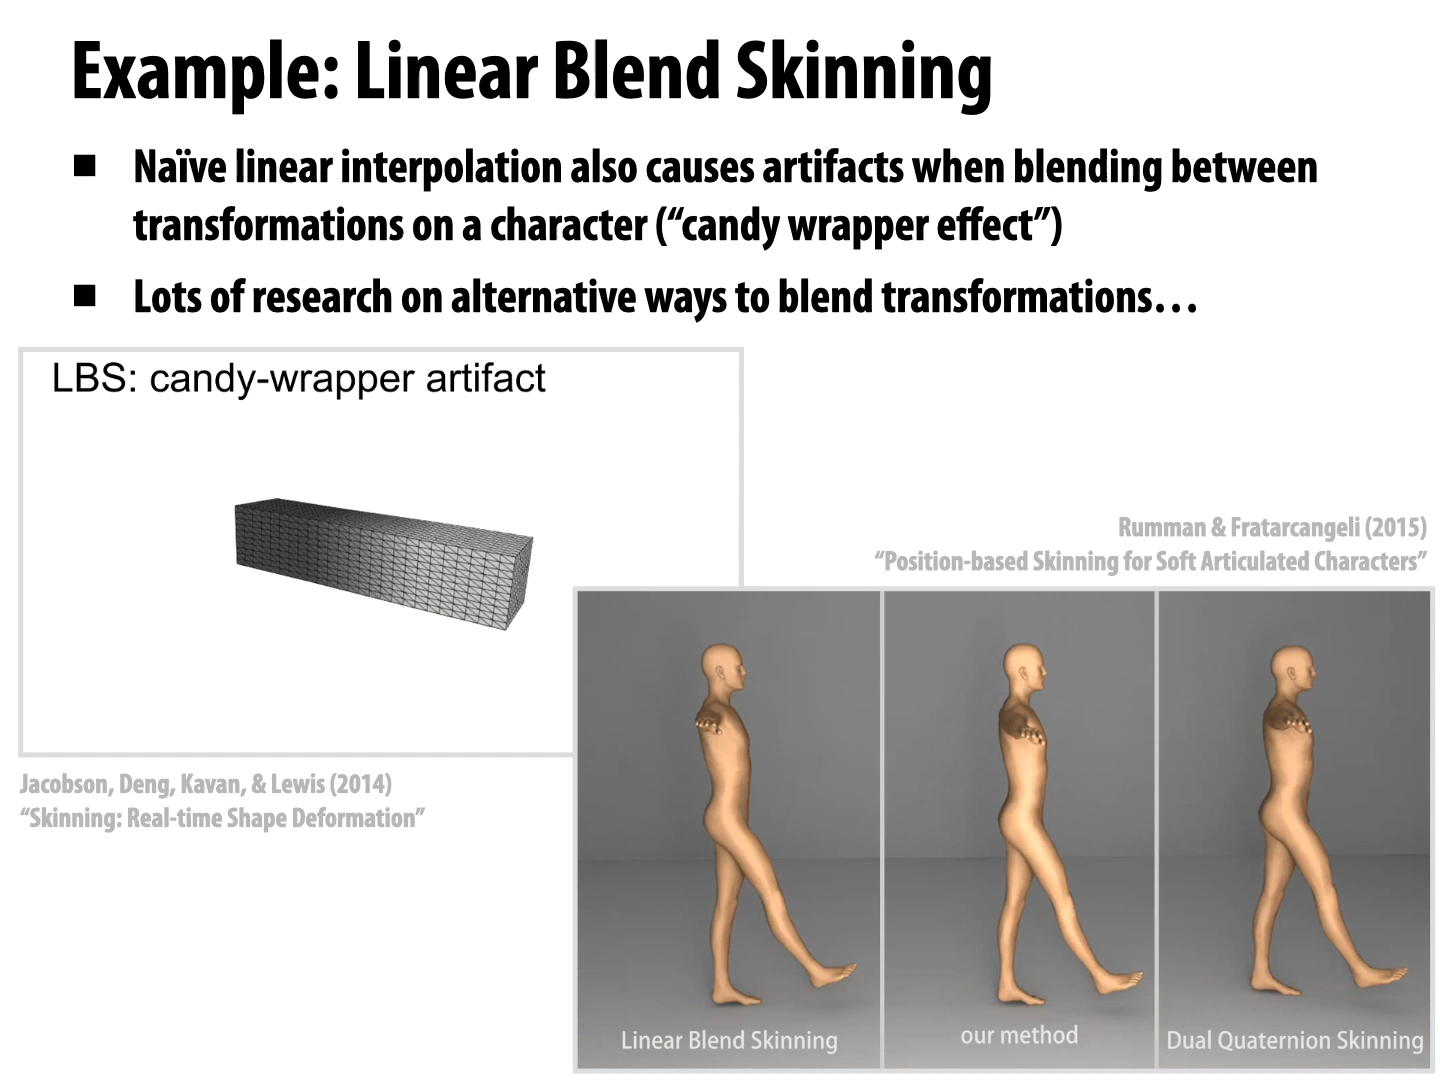 Example: Linear Blend Skinning
■ Naïve linear interpolation also causes artifacts when blending between
transformations on a character (“candy wrapper effect”)
■ Lots of research on alternative ways to blend transformations…
LBS: candy-wrapper artifact
Jacobson, Deng, Kavan, & Lewis (2014)
“Skinning: Real-time Shape Deformation”
Rumman & Fratarcangeli (2015)
“Position-based Skinning for Soft Articulated Characters”
Linear Blend Skinning
our method
Dual Quaternion Skinning